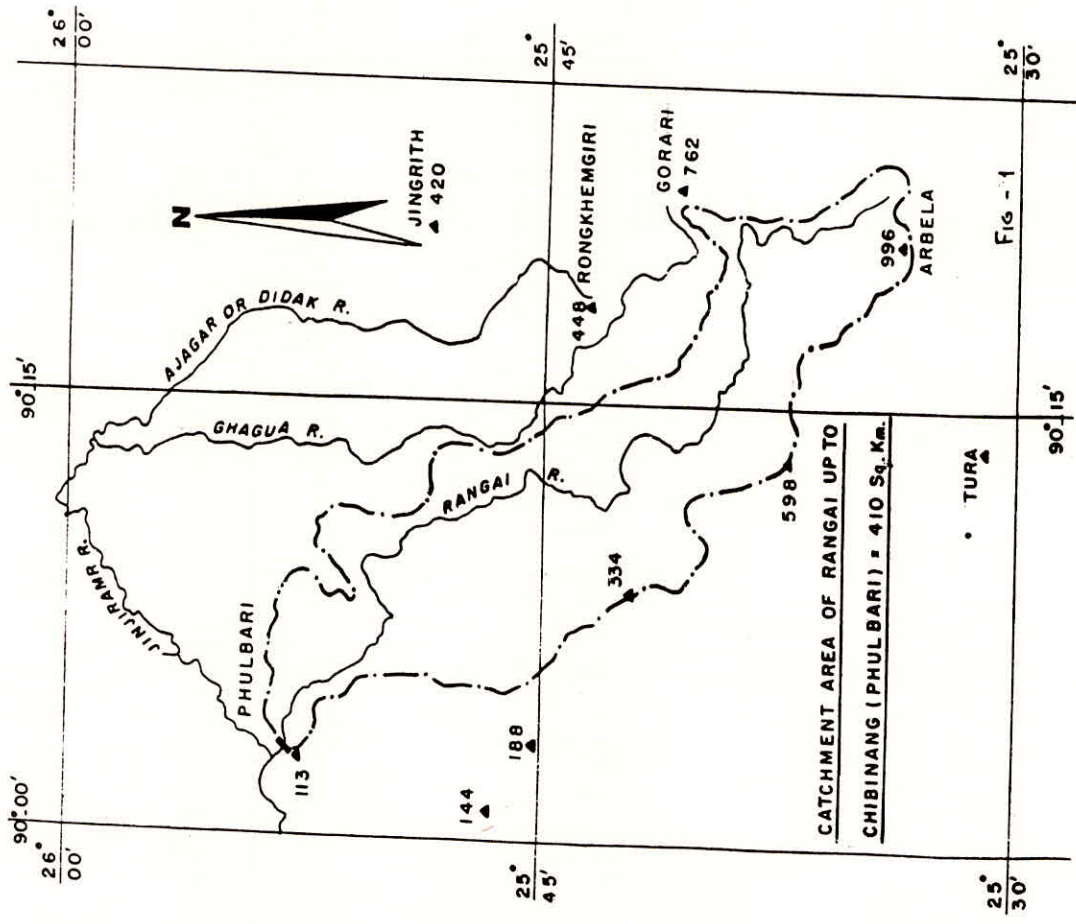 90°00'
90°15'
26°
00'
26°
00'
N
JINJIRAMR R.
AJAGAR OR DIDAK R.
GHAGUA R.
JINGRITH
420
PHULBARI
113
RANGAI R.
144
188
25°
45'
25°
45'
448 RONGKHEMGIRI
GORARI
762
334
598
996
ARBELA
CATCHMENT AREA OF RANGAI UP TO
CHIBINANG (PHULBARI) = 410 Sq. Km.
TURA
FIG - 1
25°
30'
90°15'
25°
30'